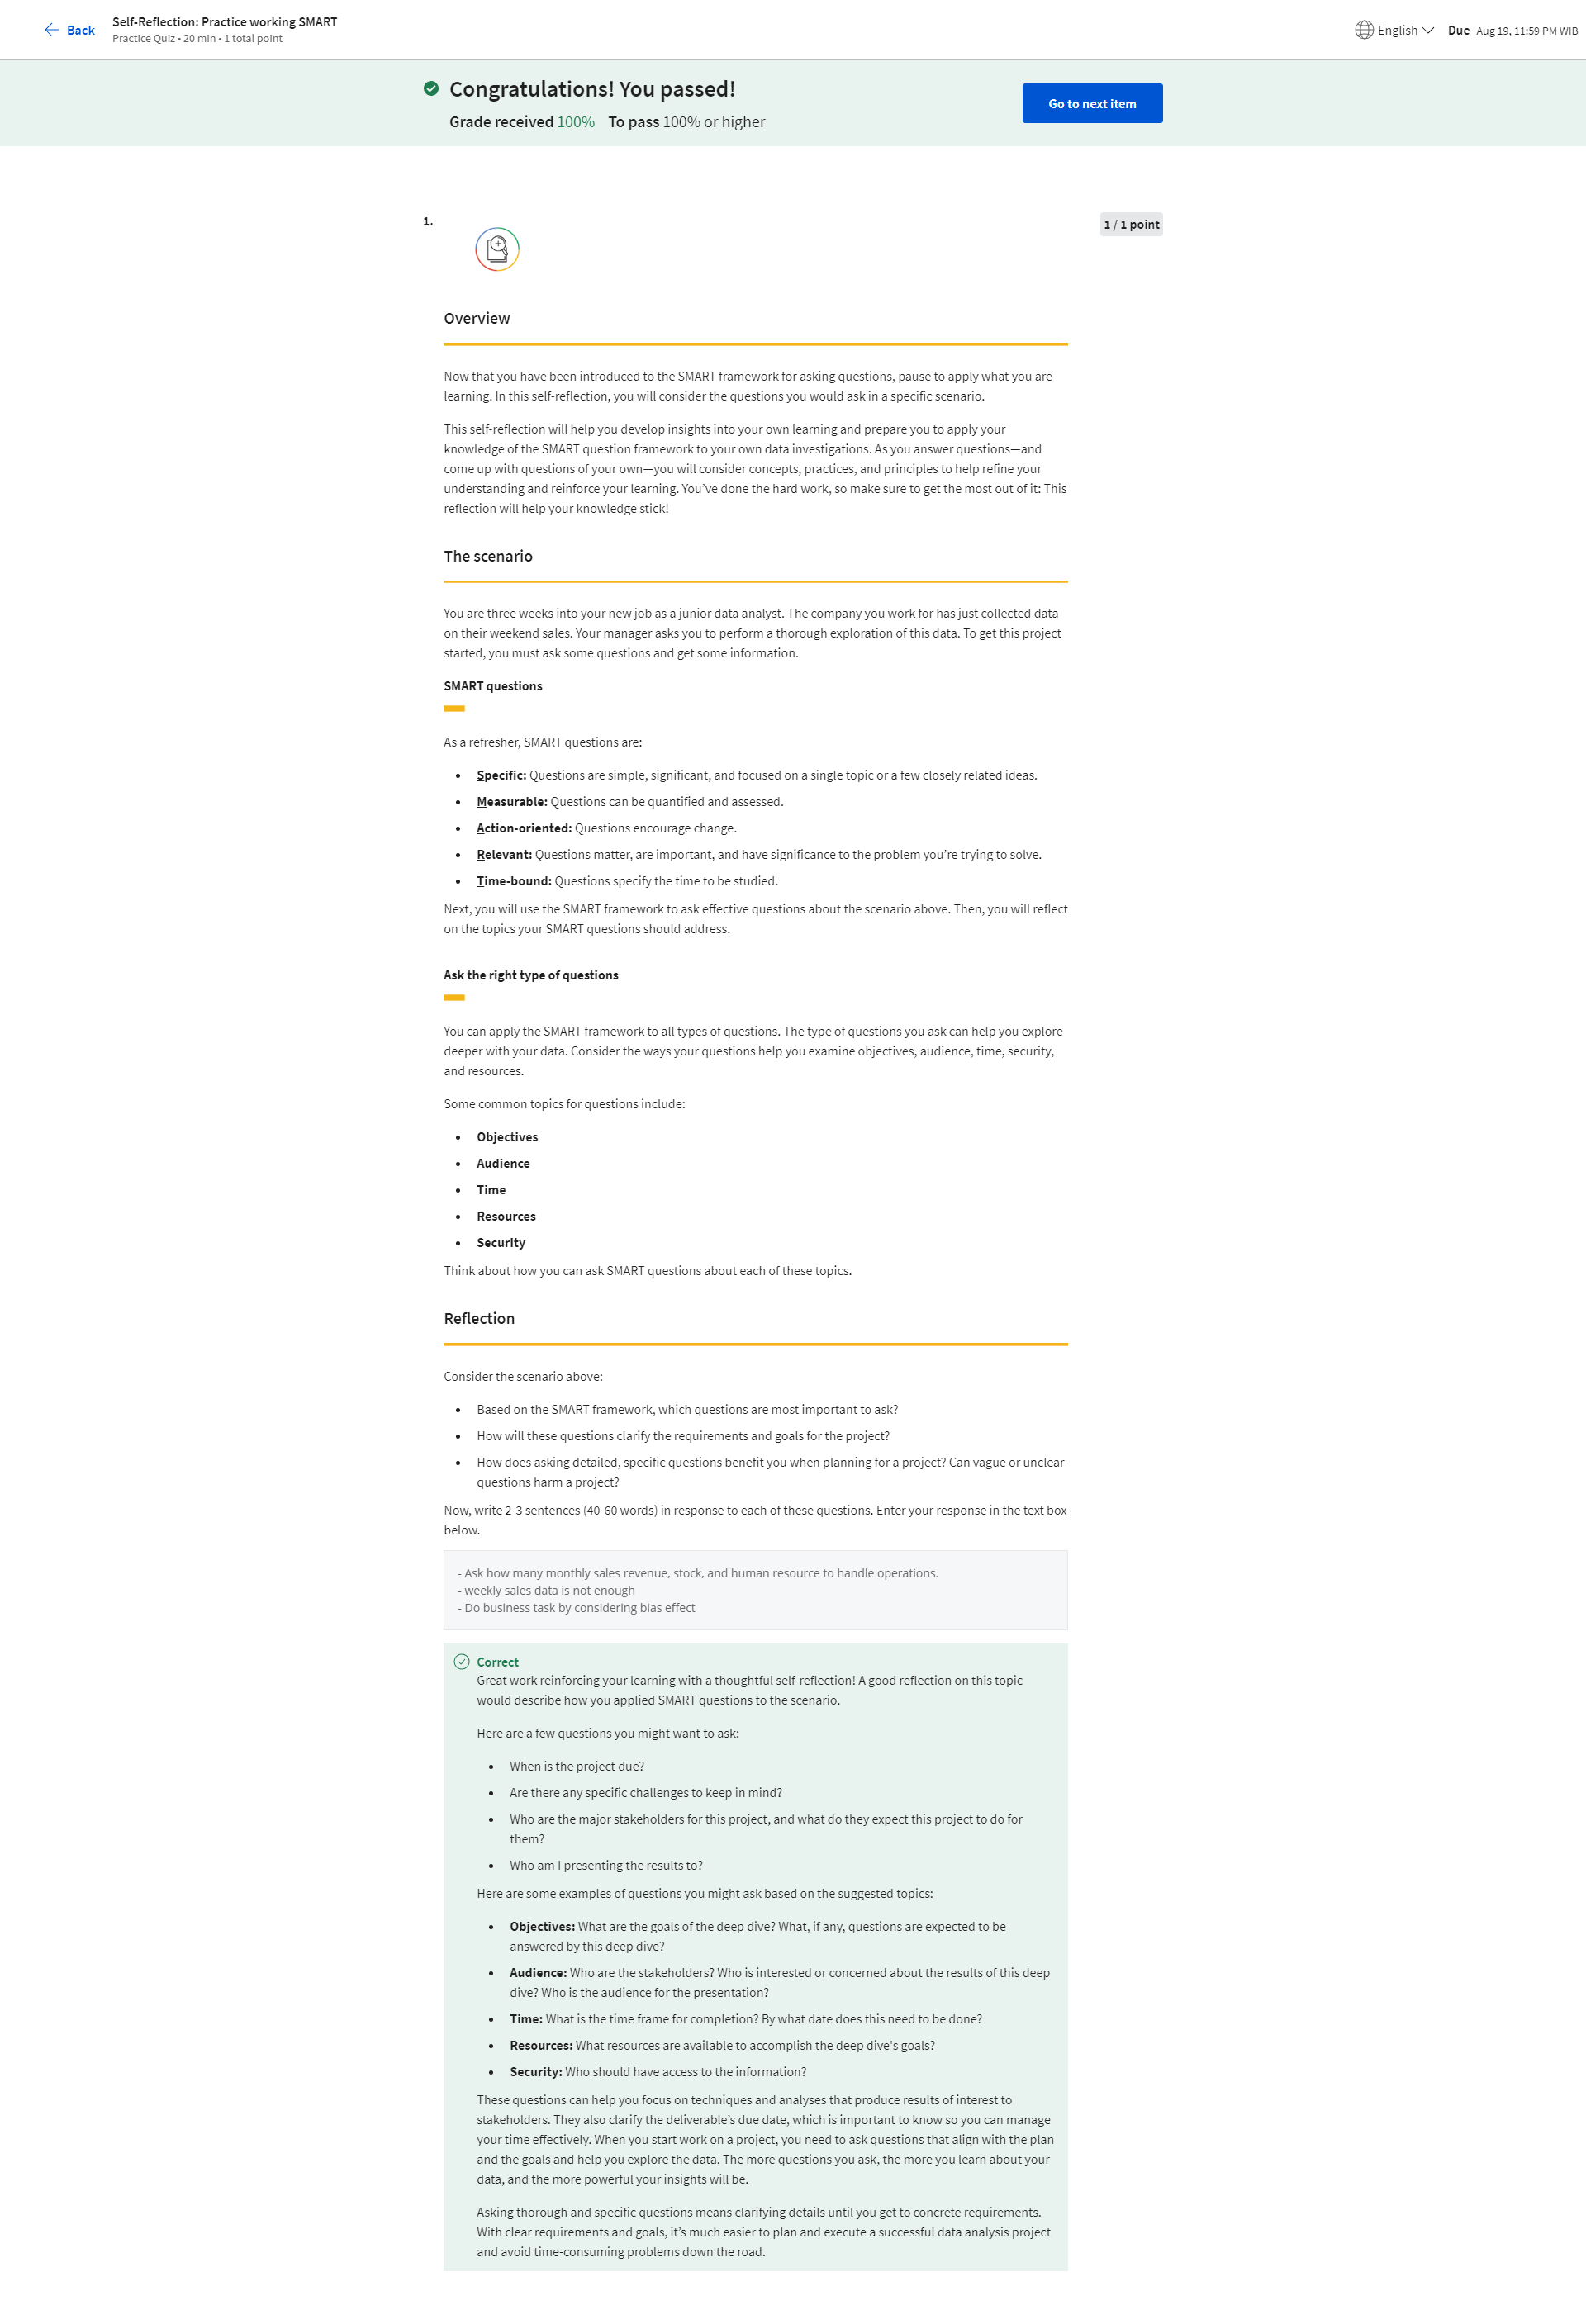 Back
Self-Reflection: Practice working SMART
Practice Quiz • 20 min • 1 total point
English
Due Aug 19, 11:59 PM WIB
Congratulations! You passed!
Grade received 100% To pass 100% or higher
Go to next item
1.
1 / 1 point
Overview
Now that you have been introduced to the SMART framework for asking questions, pause to apply what you are
learning. In this self-reflection, you will consider the questions you would ask in a specific scenario.
This self-reflection will help you develop insights into your own learning and prepare you to apply your
knowledge of the SMART question framework to your own data investigations. As you answer questions—and
come up with questions of your own—you will consider concepts, practices, and principles to help refine your
understanding and reinforce your learning. You’ve done the hard work, so make sure to get the most out of it: This
reflection will help your knowledge stick!
The scenario
You are three weeks into your new job as a junior data analyst. The company you work for has just collected data
on their weekend sales. Your manager asks you to perform a thorough exploration of this data. To get this project
started, you must ask some questions and get some information.
SMART questions
As a refresher, SMART questions are:
• Specific: Questions are simple, significant, and focused on a single topic or a few closely related ideas.
• Measurable: Questions can be quantified and assessed.
• Action-oriented: Questions encourage change.
• Relevant: Questions matter, are important, and have significance to the problem you’re trying to solve.
• Time-bound: Questions specify the time to be studied.
Next, you will use the SMART framework to ask effective questions about the scenario above. Then, you will reflect
on the topics your SMART questions should address.
Ask the right type of questions
You can apply the SMART framework to all types of questions. The type of questions you ask can help you explore
deeper with your data. Consider the ways your questions help you examine objectives, audience, time, security,
and resources.
Some common topics for questions include:
• Objectives
• Audience
• Time
• Resources
• Security
Think about how you can ask SMART questions about each of these topics.
Reflection
Consider the scenario above:
• Based on the SMART framework, which questions are most important to ask?
• How will these questions clarify the requirements and goals for the project?
• How does asking detailed, specific questions benefit you when planning for a project? Can vague or unclear
questions harm a project?
Now, write 2-3 sentences (40-60 words) in response to each of these questions. Enter your response in the text box
below.
- Ask how many monthly sales revenue, stock, and human resource to handle operations.
- weekly sales data is not enough
- Do business task by considering bias effect
Correct
Great work reinforcing your learning with a thoughtful self-reflection! A good reflection on this topic
would describe how you applied SMART questions to the scenario.
Here are a few questions you might want to ask:
• When is the project due?
• Are there any specific challenges to keep in mind?
• Who are the major stakeholders for this project, and what do they expect this project to do for
them?
• Who am I presenting the results to?
Here are some examples of questions you might ask based on the suggested topics:
• Objectives: What are the goals of the deep dive? What, if any, questions are expected to be
answered by this deep dive?
• Audience: Who are the stakeholders? Who is interested or concerned about the results of this deep
dive? Who is the audience for the presentation?
• Time: What is the time frame for completion? By what date does this need to be done?
• Resources: What resources are available to accomplish the deep dive's goals?
• Security: Who should have access to the information?
These questions can help you focus on techniques and analyses that produce results of interest to
stakeholders. They also clarify the deliverable’s due date, which is important to know so you can manage
your time effectively. When you start work on a project, you need to ask questions that align with the plan
and the goals and help you explore the data. The more questions you ask, the more you learn about your
data, and the more powerful your insights will be.
Asking thorough and specific questions means clarifying details until you get to concrete requirements.
With clear requirements and goals, it’s much easier to plan and execute a successful data analysis project
and avoid time-consuming problems down the road.